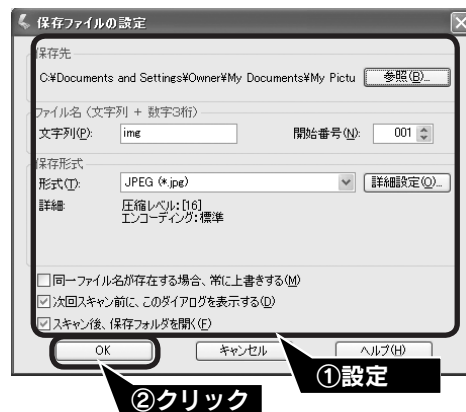 保存ファイルの設定
保存先
C:¥Documents and Settings¥Owner¥My Documents¥My Pictu
参照(B)...
ファイル名 (文字列 + 数字3桁)
文字列(P): img 開始番号(N): 001
保存形式
形式(T): JPEG (*.jpg) 詳細設定(O)...
詳細: 圧縮レベル:[16]
エンコーディング:標準
同一ファイル名が存在する場合、常に上書きする(M)
次回スキャン前に、このダイアログを表示する(D)
スキャン後、保存フォルダを開く(F)
OK キャンセル ヘルプ(H)
①設定
②クリック